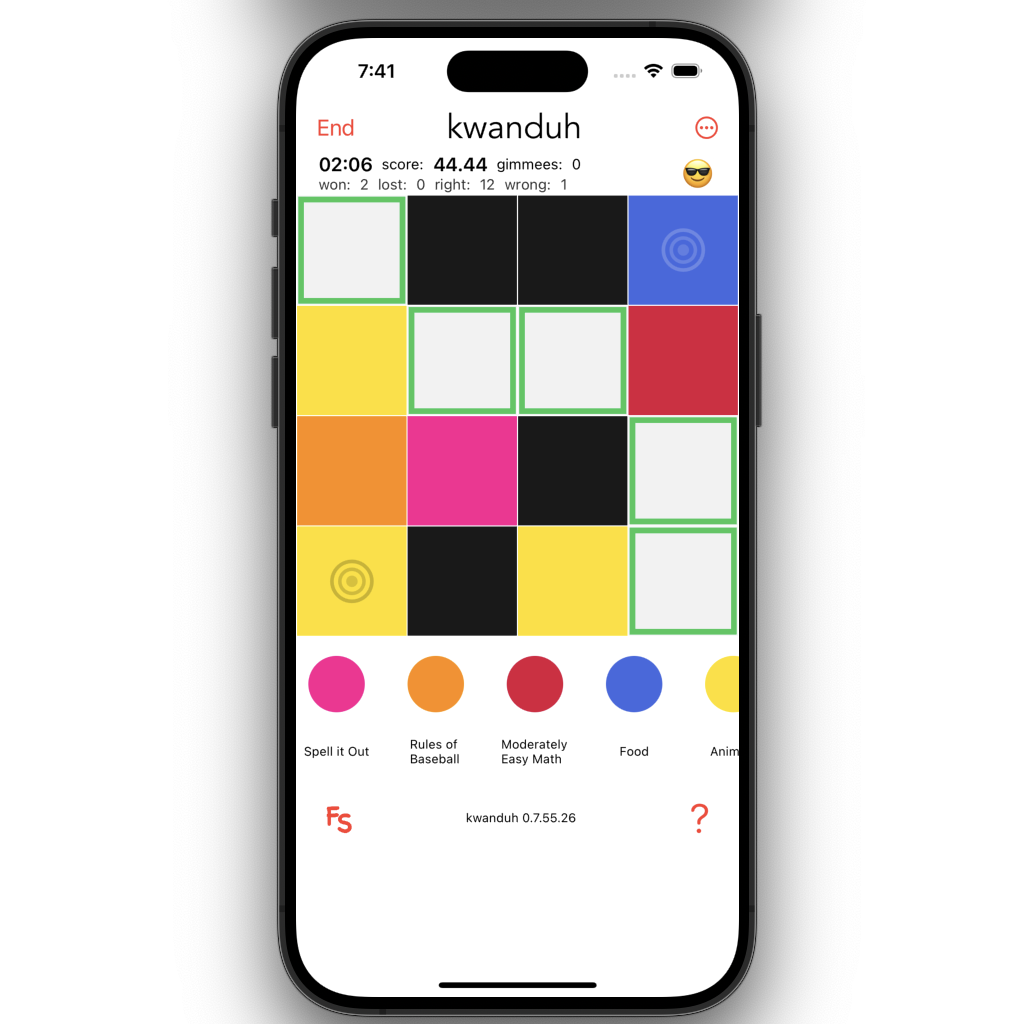 7:41
End kwanduh
02:06 score: 44.44 gimmees: 0
won: 2 lost: 0 right: 12 wrong: 1
Spell it Out
Rules of
Baseball
Moderately
Easy Math
Food
Anim
FS kwanduh 0.7.55.26 ?